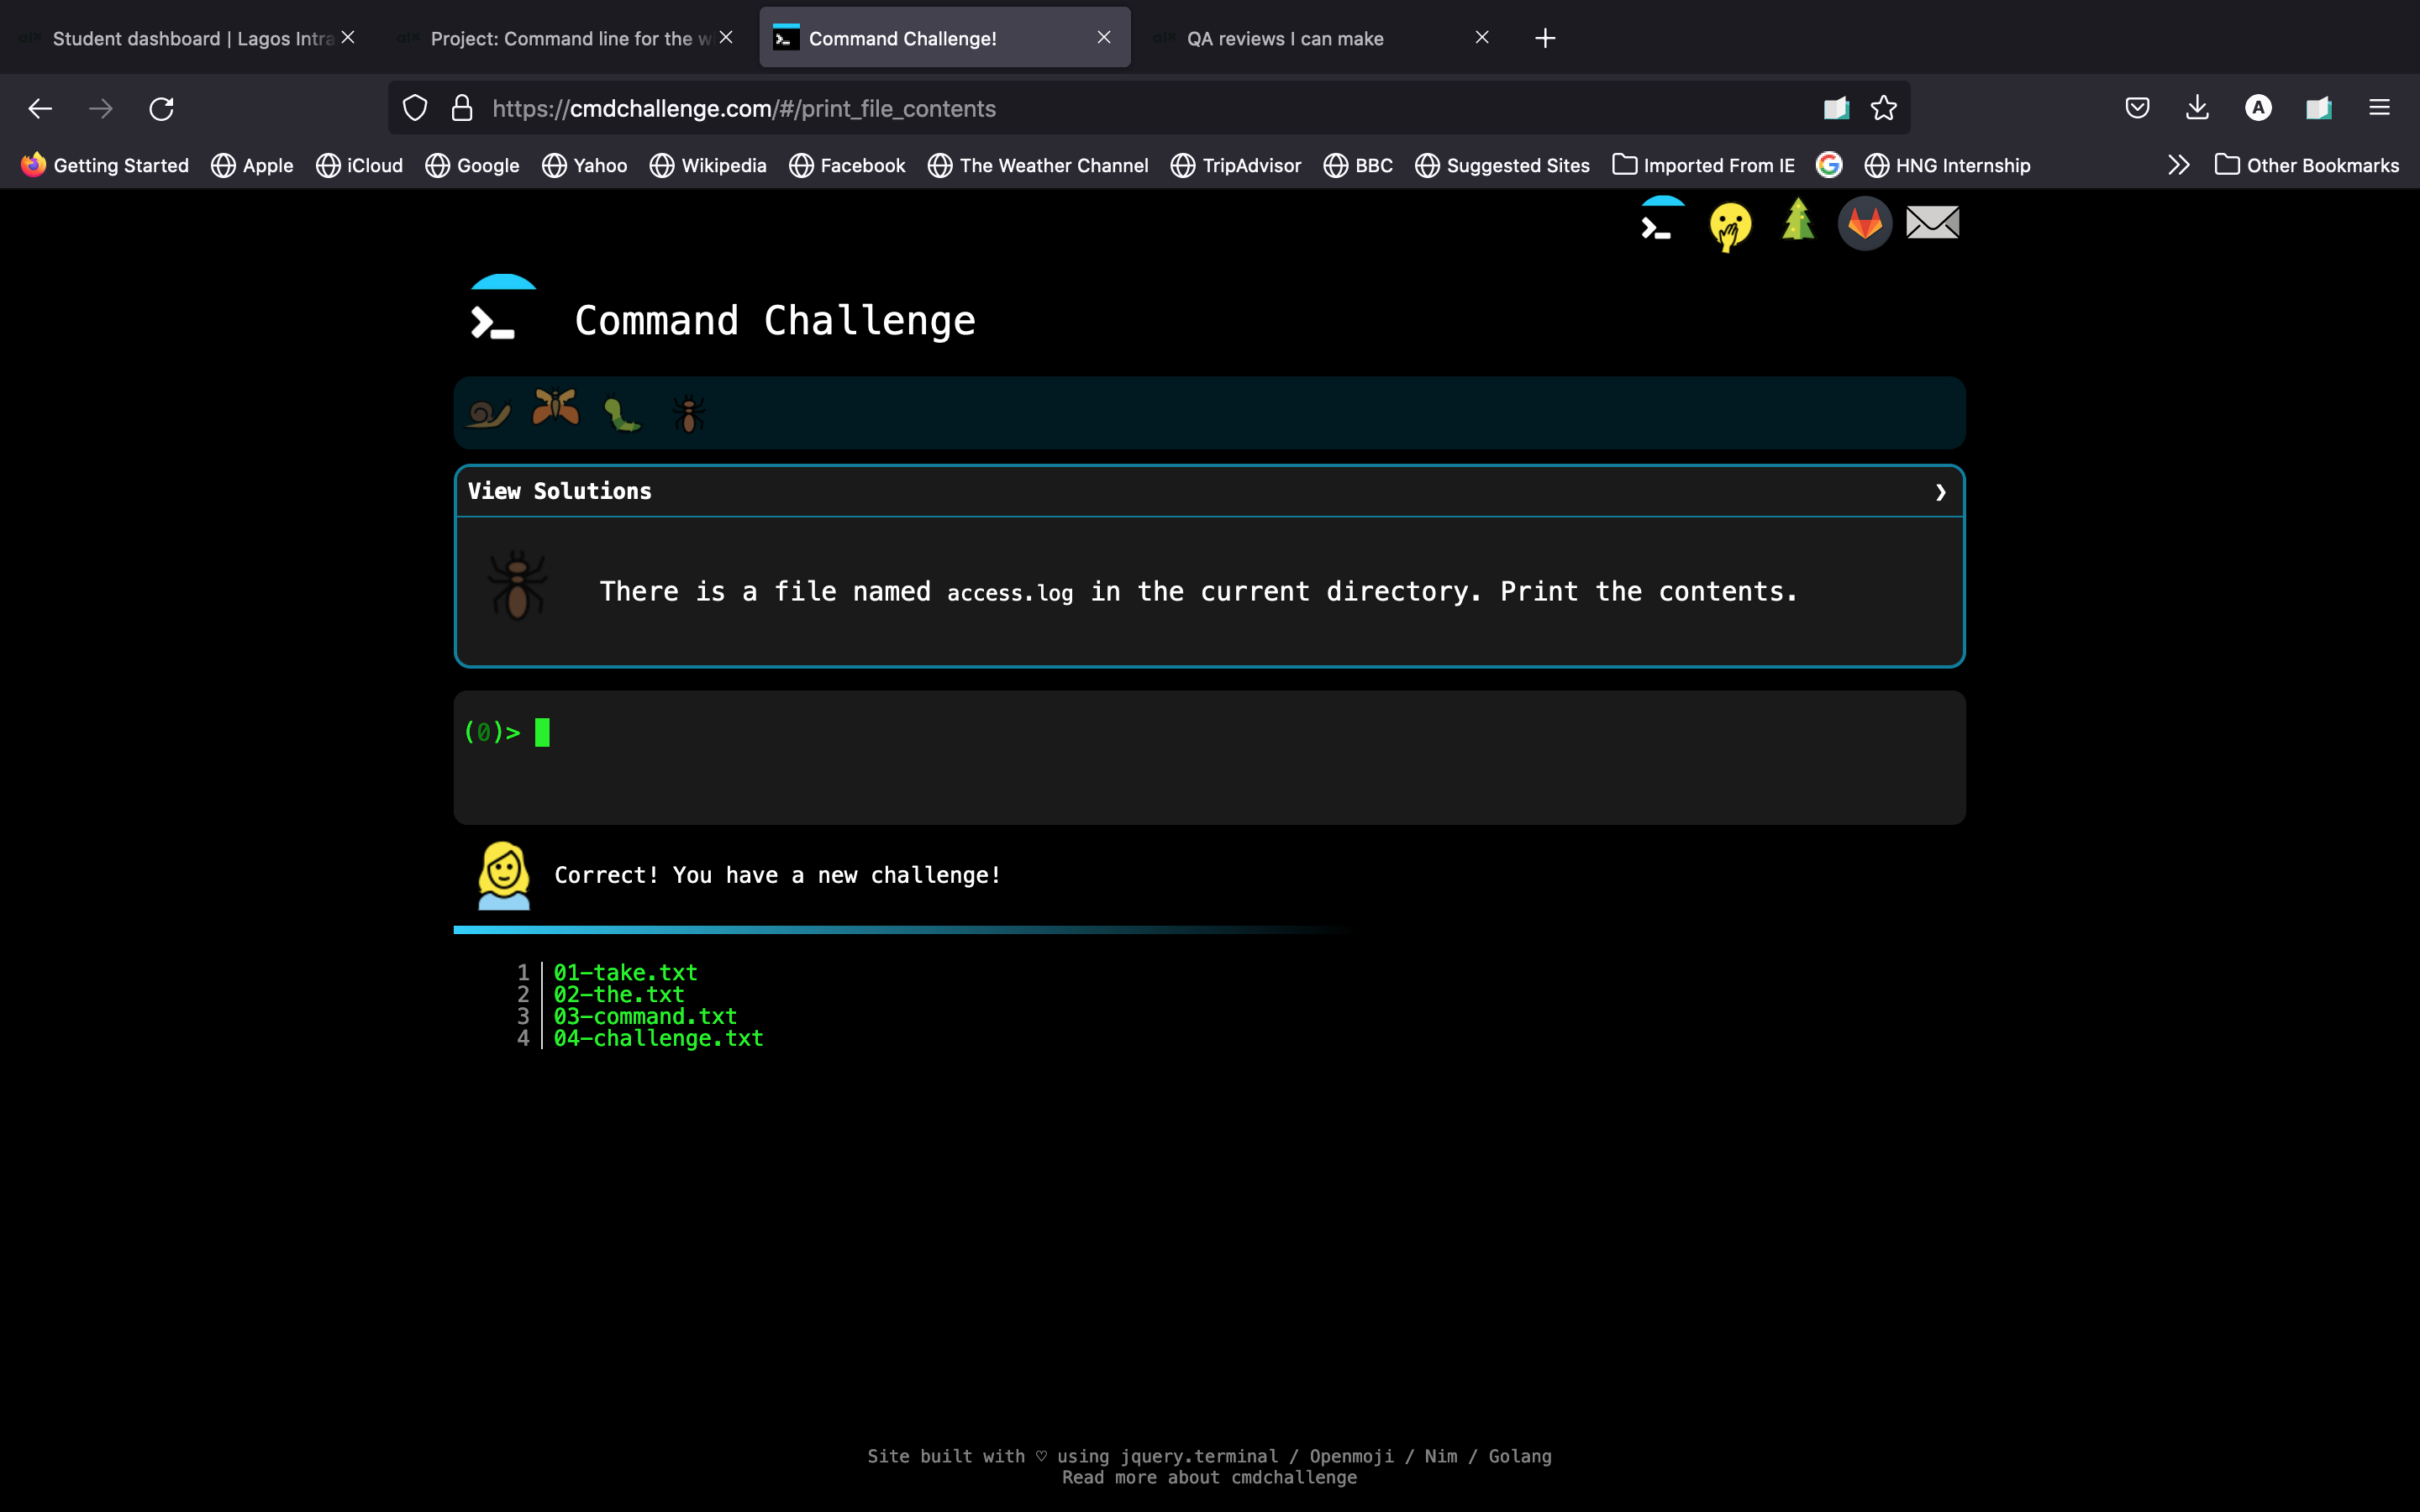 Student dashboard | Lagos Intra
Project: Command line for the w
Command Challenge!
QA reviews I can make
https://cmdchallenge.com/#/print_file_contents
A
Getting Started
Apple
iCloud
Google
Yahoo
Wikipedia
Facebook
The Weather Channel
TripAdvisor
BBC
Suggested Sites
Imported From IE
HNG Internship
Other Bookmarks
Command Challenge
View Solutions
There is a file named access.log in the current directory. Print the contents.
(0)>
Correct! You have a new challenge!
1 01-take.txt
2 02-the.txt
3 03-command.txt
4 04-challenge.txt
Site built with ♡ using jquery.terminal / Openmoji / Nim / Golang
Read more about cmdchallenge